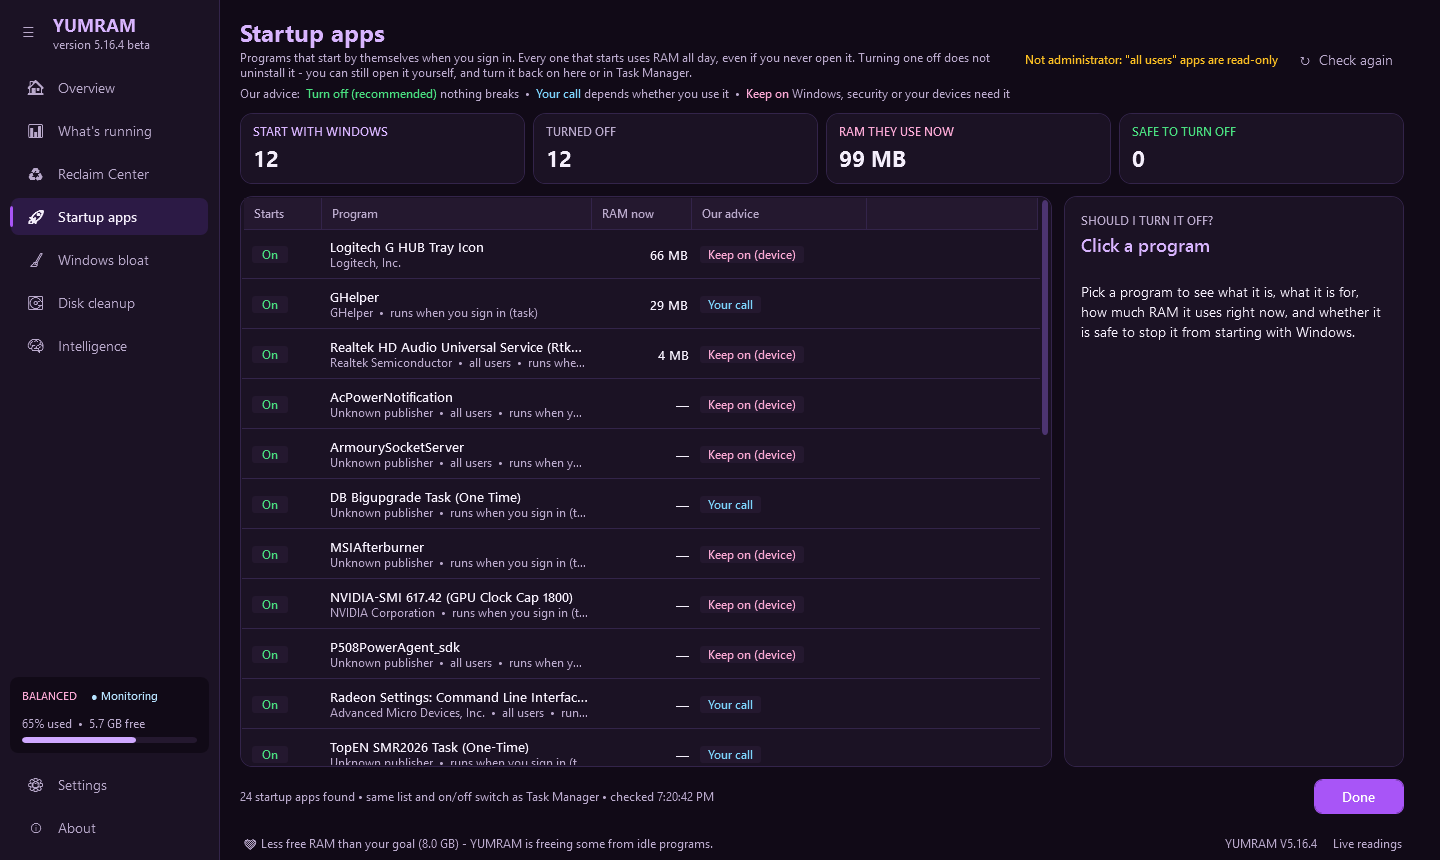 YUMRAM
version 5.16.4 beta
Overview
What's running
Reclaim Center
Startup apps
Windows bloat
Disk cleanup
Intelligence
BALANCED • Monitoring
65% used • 5.7 GB free
Settings
About
Startup apps
Programs that start by themselves when you sign in. Every one that starts uses RAM all day, even if you never open it. Turning one off does not
uninstall it - you can still open it yourself, and turn it back on here or in Task Manager.
Our advice: Turn off (recommended) nothing breaks • Your call depends whether you use it • Keep on Windows, security or your devices need it
Not administrator: "all users" apps are read-only
↻ Check again
START WITH WINDOWS
12
TURNED OFF
12
RAM THEY USE NOW
99 MB
SAFE TO TURN OFF
0
Starts Program RAM now Our advice
On Logitech G HUB Tray Icon 66 MB Keep on (device)
Logitech, Inc.
On GHelper 29 MB Your call
GHelper • runs when you sign in (task)
On Realtek HD Audio Universal Service (Rtk... 4 MB Keep on (device)
Realtek Semiconductor • all users • runs whe...
On AcPowerNotification — Keep on (device)
Unknown publisher • all users • runs when y...
On ArmourySocketServer — Keep on (device)
Unknown publisher • all users • runs when y...
On DB Bigupgrade Task (One Time) — Your call
Unknown publisher • runs when you sign in (t...
On MSIAfterburner — Keep on (device)
Unknown publisher • runs when you sign in (t...
On NVIDIA-SMI 617.42 (GPU Clock Cap 1800) — Keep on (device)
NVIDIA Corporation • runs when you sign in (t...
On P508PowerAgent_sdk — Keep on (device)
Unknown publisher • all users • runs when y...
On Radeon Settings: Command Line Interfac... — Your call
Advanced Micro Devices, Inc. • all users • run...
On TopEN SMR2026 Task (One-Time) — Your call
Unknown publisher • runs when you sign in (t...
SHOULD I TURN IT OFF?
Click a program
Pick a program to see what it is, what it is for,
how much RAM it uses right now, and whether it
is safe to stop it from starting with Windows.
24 startup apps found • same list and on/off switch as Task Manager • checked 7:20:42 PM
Done
Less free RAM than your goal (8.0 GB) - YUMRAM is freeing some from idle programs.
YUMRAM V5.16.4 Live readings